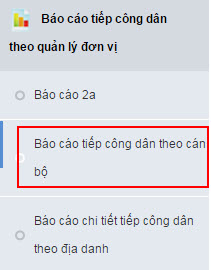 Báo cáo tiếp công dân
theo quản lý đơn vị
Báo cáo 2a
Báo cáo tiếp công dân theo cán
bộ
Báo cáo chi tiết tiếp công dân
theo địa danh